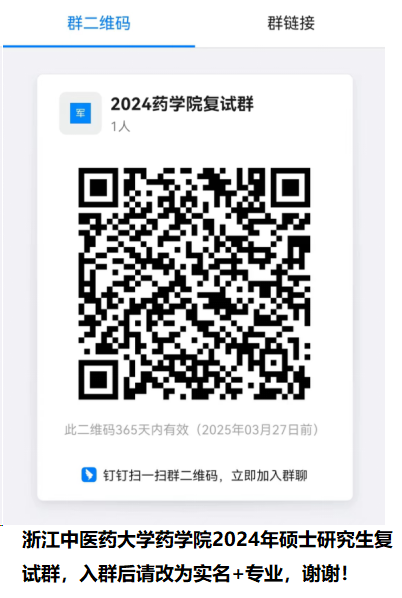 群二维码
群链接
军
2024药学院复试群
1人
此二维码365天内有效（2025年03月27日前）
钉钉扫一扫群二维码，立即加入群聊
浙江中医药大学药学院2024年硕士研究生复
试群，入群后请改为实名+专业，谢谢！